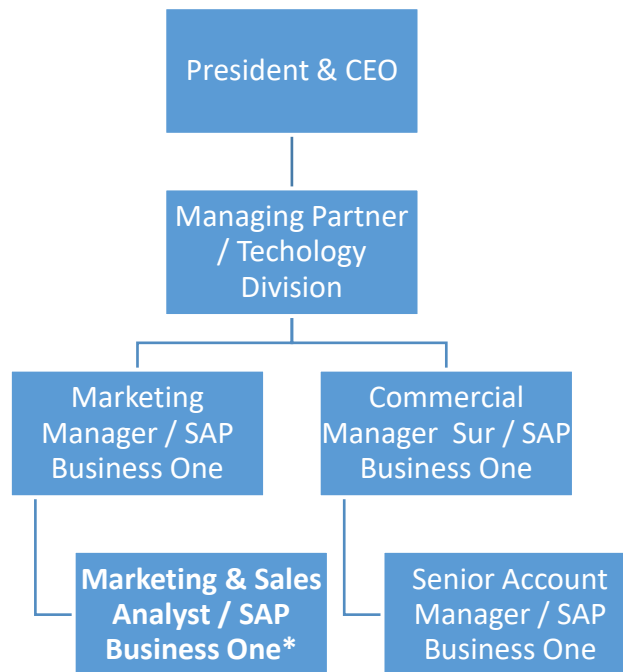 President & CEO
Managing Partner
/ Techology
Division
Marketing
Manager / SAP
Business One
Commercial
Manager Sur / SAP
Business One
Marketing & Sales
Analyst / SAP
Business One*
Senior Account
Manager / SAP
Business One